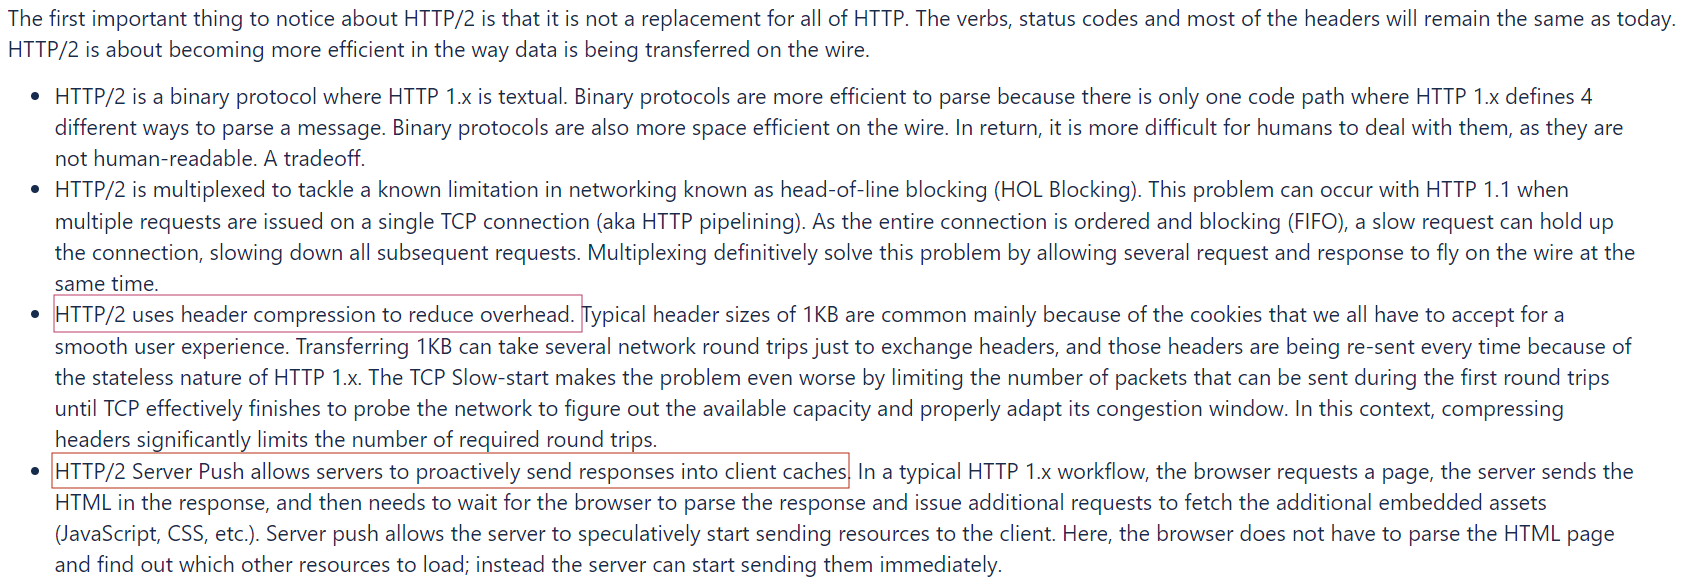 The first important thing to notice about HTTP/2 is that it is not a replacement for all of HTTP. The verbs, status codes and most of the headers will remain the same as today.
HTTP/2 is about becoming more efficient in the way data is being transferred on the wire.
• HTTP/2 is a binary protocol where HTTP 1.x is textual. Binary protocols are more efficient to parse because there is only one code path where HTTP 1.x defines 4
different ways to parse a message. Binary protocols are also more space efficient on the wire. In return, it is more difficult for humans to deal with them, as they are
not human-readable. A tradeoff.
• HTTP/2 is multiplexed to tackle a known limitation in networking known as head-of-line blocking (HOL Blocking). This problem can occur with HTTP 1.1 when
multiple requests are issued on a single TCP connection (aka HTTP pipelining). As the entire connection is ordered and blocking (FIFO), a slow request can hold up
the connection, slowing down all subsequent requests. Multiplexing definitively solve this problem by allowing several request and response to fly on the wire at the
same time.
• HTTP/2 uses header compression to reduce overhead. Typical header sizes of 1KB are common mainly because of the cookies that we all have to accept for a
smooth user experience. Transferring 1KB can take several network round trips just to exchange headers, and those headers are being re-sent every time because of
the stateless nature of HTTP 1.x. The TCP Slow-start makes the problem even worse by limiting the number of packets that can be sent during the first round trips
until TCP effectively finishes to probe the network to figure out the available capacity and properly adapt its congestion window. In this context, compressing
headers significantly limits the number of required round trips.
• HTTP/2 Server Push allows servers to proactively send responses into client caches. In a typical HTTP 1.x workflow, the browser requests a page, the server sends the
HTML in the response, and then needs to wait for the browser to parse the response and issue additional requests to fetch the additional embedded assets
(JavaScript, CSS, etc.). Server push allows the server to speculatively start sending resources to the client. Here, the browser does not have to parse the HTML page
and find out which other resources to load; instead the server can start sending them immediately.